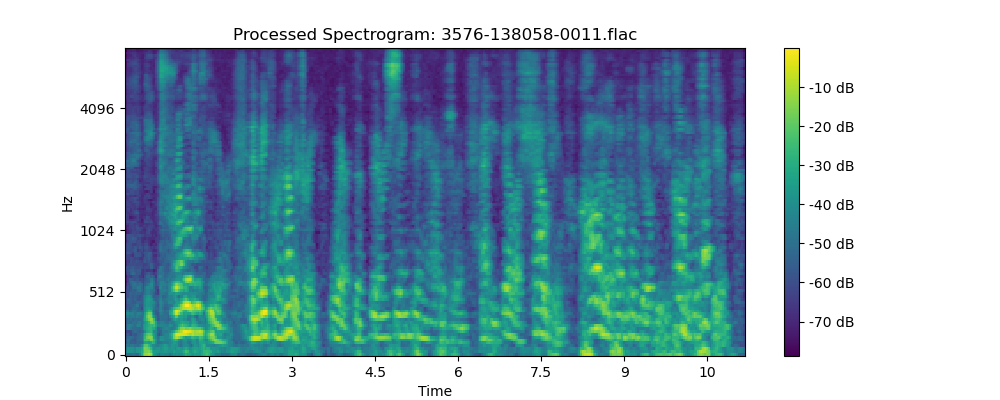 Processed Spectrogram: 3576-138058-0011.flac
Hz
4096
2048
1024
512
0
0 1.5 3 4.5 6 7.5 9 10
Time
-10 dB
-20 dB
-30 dB
-40 dB
-50 dB
-60 dB
-70 dB